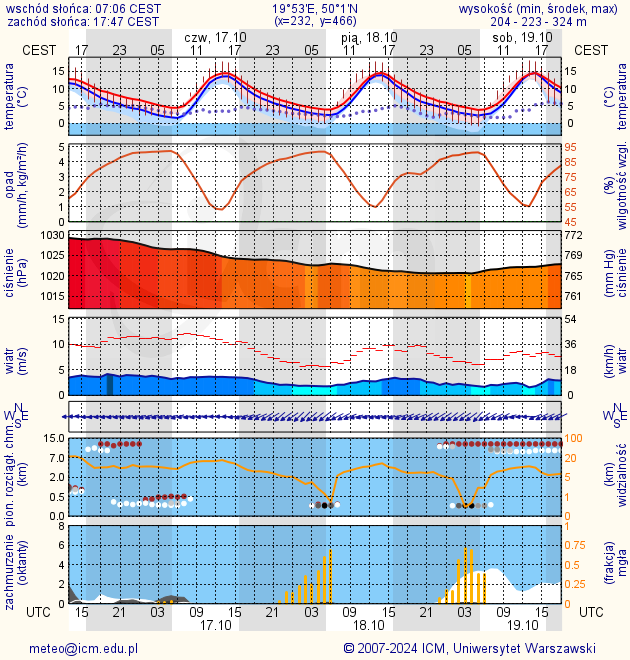 wschód słońca: 07:06 CEST 19°53'E, 50°1'N wysokość (min, środek, max)
zachód słońca: 17:47 CEST (x=232, y=466) 204 - 223 - 324 m
czw, 17.10 pią, 18.10 sob, 19.10
CEST 17 23 05 11 17 23 05 11 17 23 05 11 17 CEST
temperatura (°C) 15 10 5 0 15 10 5 0 (°C) temperatura
opad (mm/h, kg/m²/h) 5 4 3 2 1 0 95 85 75 65 55 45 (%) wilgotność wzgl.
ciśnienie (hPa) 1030 1025 1020 1015 772 769 765 761 (mm Hg) ciśnienie
wiatr (m/s) 15 10 5 0 54 36 18 0 (km/h) wiatr
N W E S N W E S
pion. rozciągł. chm. (km) 15.0 7.0 2.0 0.5 0.0 100 20 5 1 0 (km) widzialność
zachmurzenie (oktanty) 8 6 4 2 0 1 0.75 0.5 0.25 0 (frakcja) mgła
UTC 15 21 03 09 15 21 03 09 15 21 03 09 15 UTC
17.10 18.10 19.10
meteo@icm.edu.pl © 2007-2024 ICM, Uniwersytet Warszawski